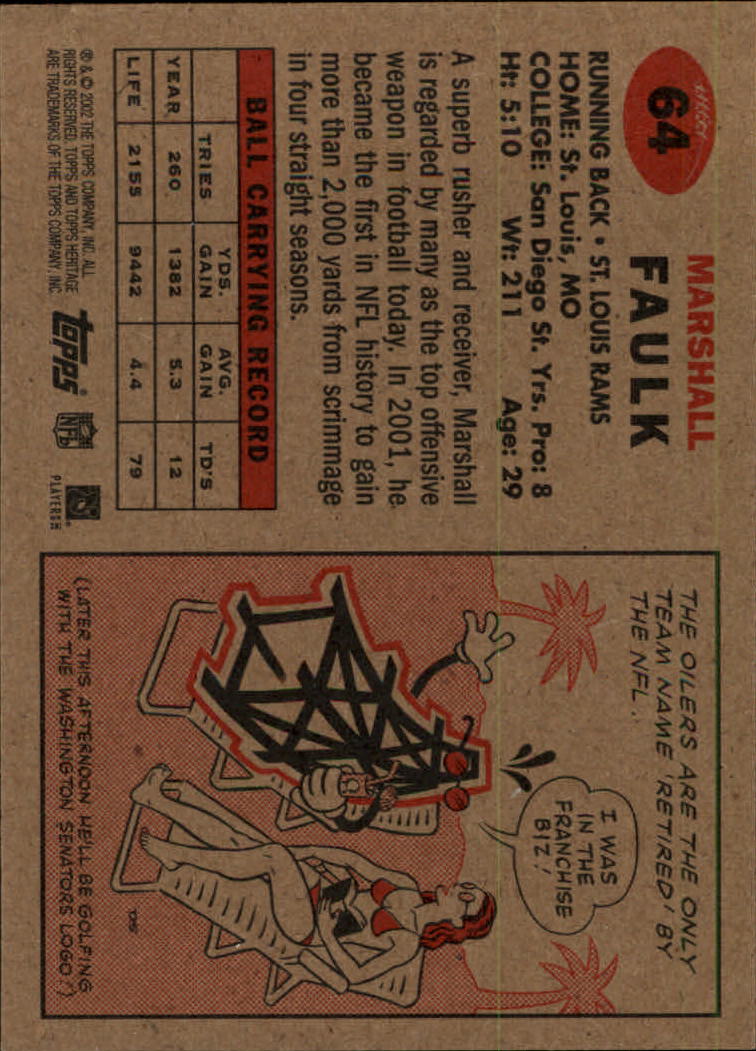 64
MARSHALL
FAULK
RUNNING BACK • ST. LOUIS RAMS
HOME: St. Louis, MO
COLLEGE: San Diego St. Yrs. Pro: 8
Ht: 5:10 Wt: 211 Age: 29
A superb rusher and receiver, Marshall
is regarded by many as the top offensive
weapon in football today. In 2001, he
became the first in NFL history to gain
more than 2,000 yards from scrimmage
in four straight seasons.
BALL CARRYING RECORD
TRIES YDS. GAIN AVG. GAIN TD'S
YEAR 260 1382 5.3 12
LIFE 2155 9442 4.4 79
® & © 2002 THE TOPPS COMPANY, INC. ALL
RIGHTS RESERVED. TOPPS AND TOPPS HERITAGE
ARE TRADEMARKS OF THE TOPPS COMPANY, INC.
topps®
NFL
PLAYERS
THE OILERS ARE THE ONLY
TEAM NAME 'RETIRED' BY
THE NFL.
I WAS
IN THE
FRANCHISE
BIZ!
(LATER THIS AFTERNOON HE'LL BE GOLFING
WITH THE WASHINGTON SENATORS LOGO!)